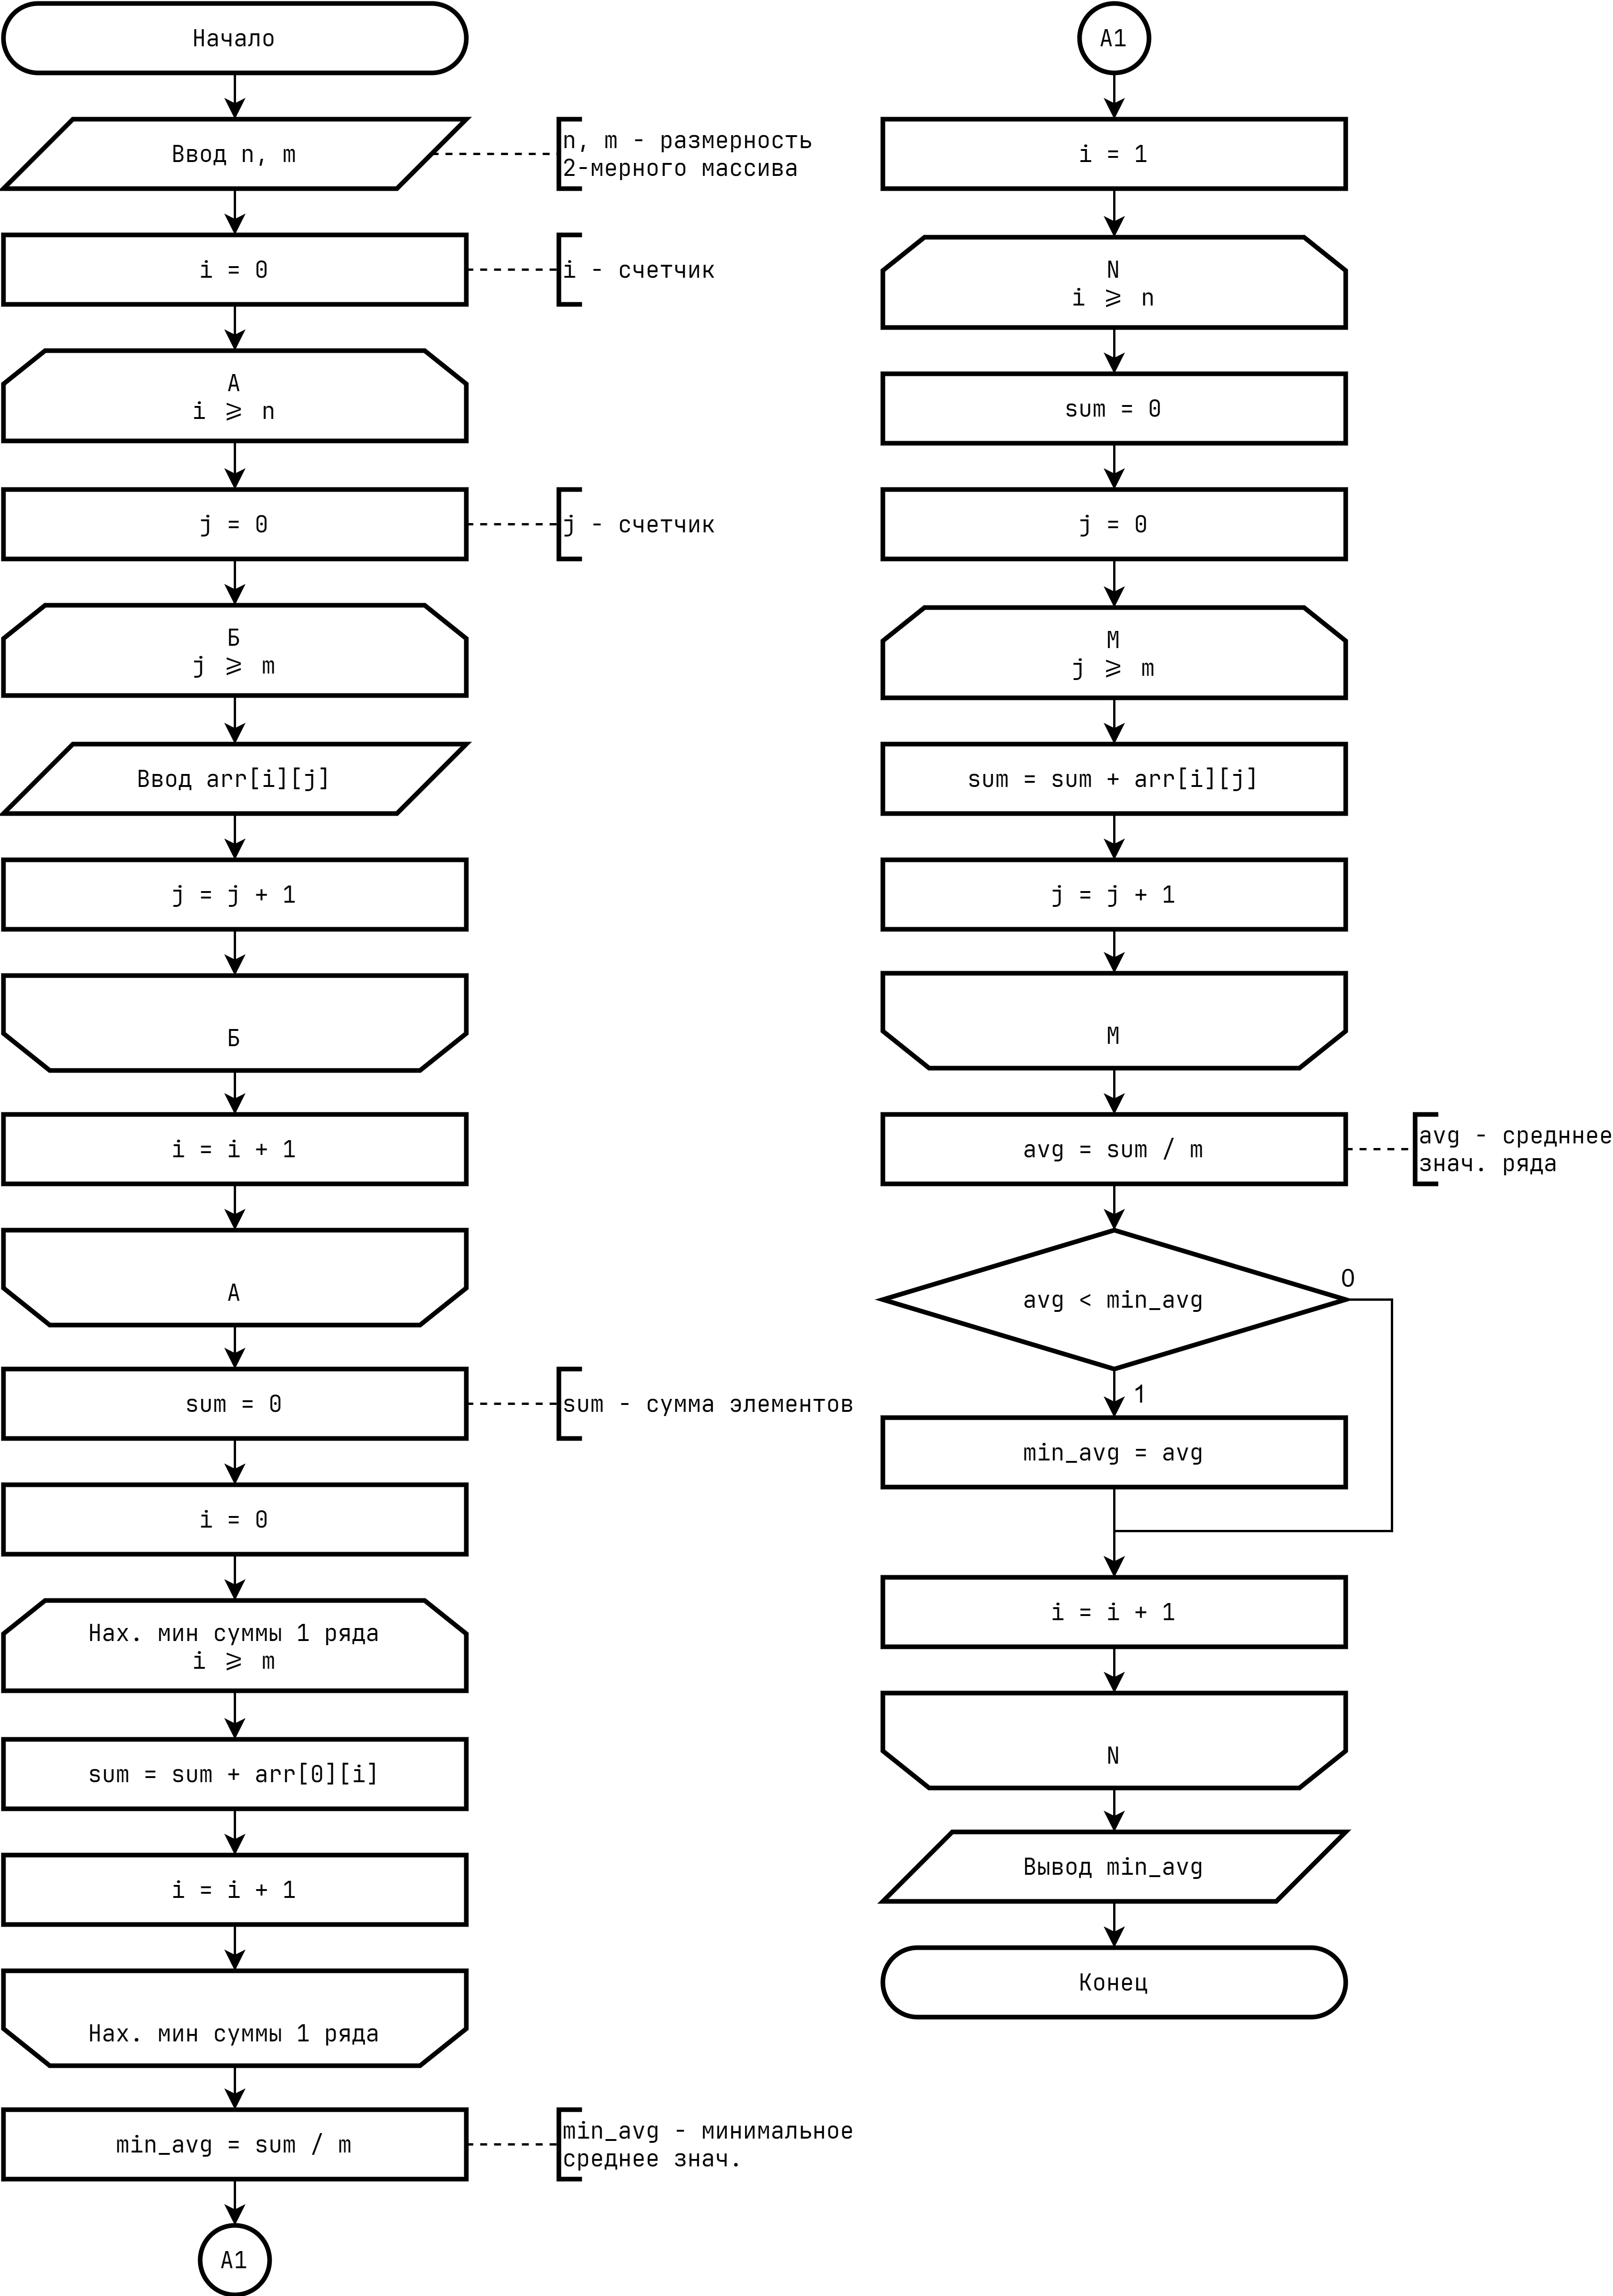 Начало
Ввод n, m
n, m - размерность
2-мерного массива
i = 0
i - счетчик
А
i ⩾ n
j = 0
j - счетчик
Б
j ⩾ m
Ввод arr[i][j]
j = j + 1
Б
i = i + 1
А
sum = 0
sum - сумма элементов
i = 0
Нах. мин суммы 1 ряда
i ⩾ m
sum = sum + arr[0][i]
i = i + 1
Нах. мин суммы 1 ряда
min_avg = sum / m
min_avg - минимальное
среднее знач.
A1
A1
i = 1
N
i ⩾ n
sum = 0
j = 0
M
j ⩾ m
sum = sum + arr[i][j]
j = j + 1
M
avg = sum / m
avg - средннее
знач. ряда
avg < min_avg
0
1
min_avg = avg
i = i + 1
N
Вывод min_avg
Конец